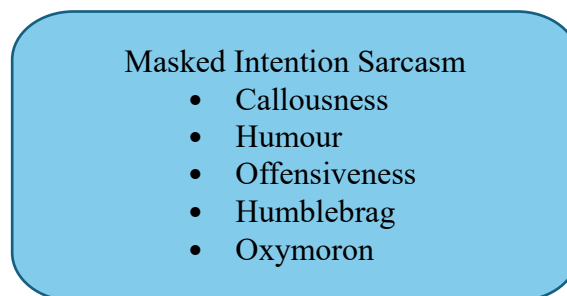 Masked Intention Sarcasm
• Callousness
• Humour
• Offensiveness
• Humblebrag
• Oxymoron